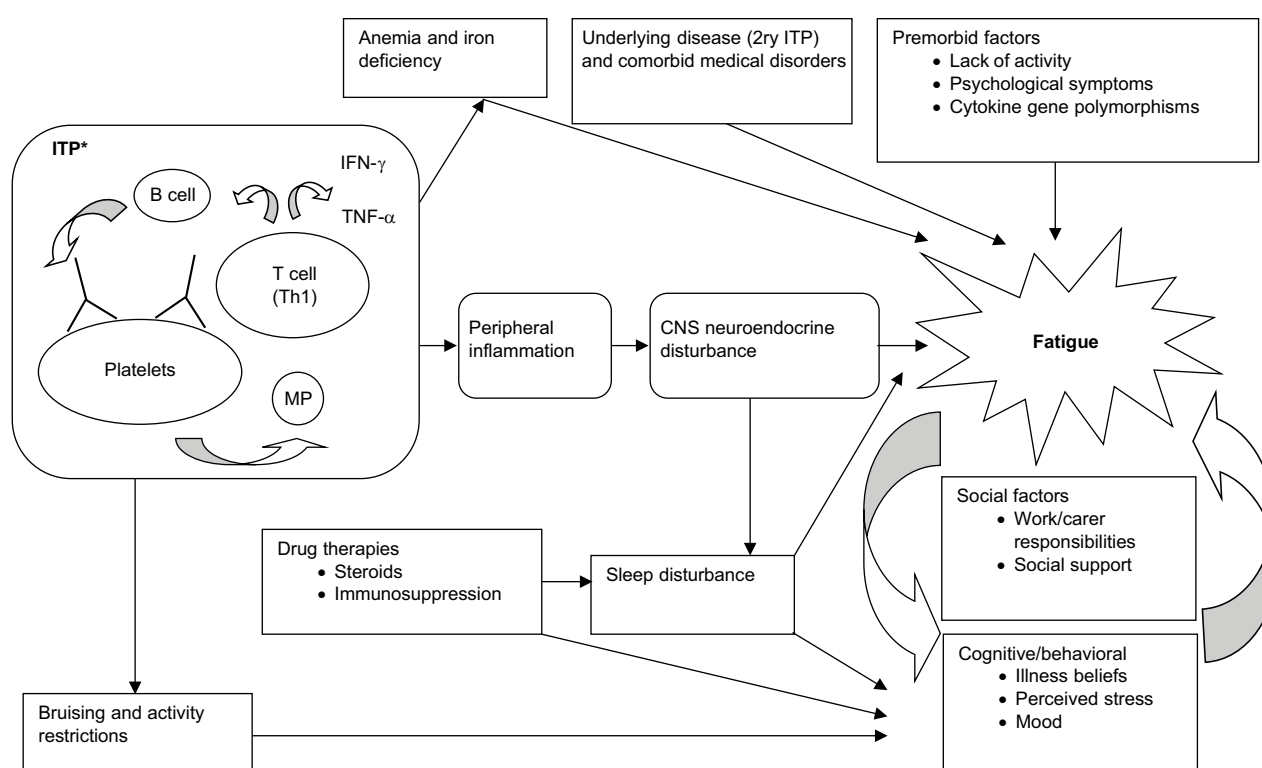 Anemia and iron
deficiency
Underlying disease (2ry ITP)
and comorbid medical disorders
Premorbid factors
• Lack of activity
• Psychological symptoms
• Cytokine gene polymorphisms
ITP*
IFN-γ
B cell
TNF-α
T cell
(Th1)
Platelets
MP
Peripheral
inflammation
CNS neuroendocrine
disturbance
Fatigue
Social factors
• Work/carer
responsibilities
• Social support
Drug therapies
• Steroids
• Immunosuppression
Sleep disturbance
Cognitive/behavioral
• Illness beliefs
• Perceived stress
• Mood
Bruising and activity
restrictions